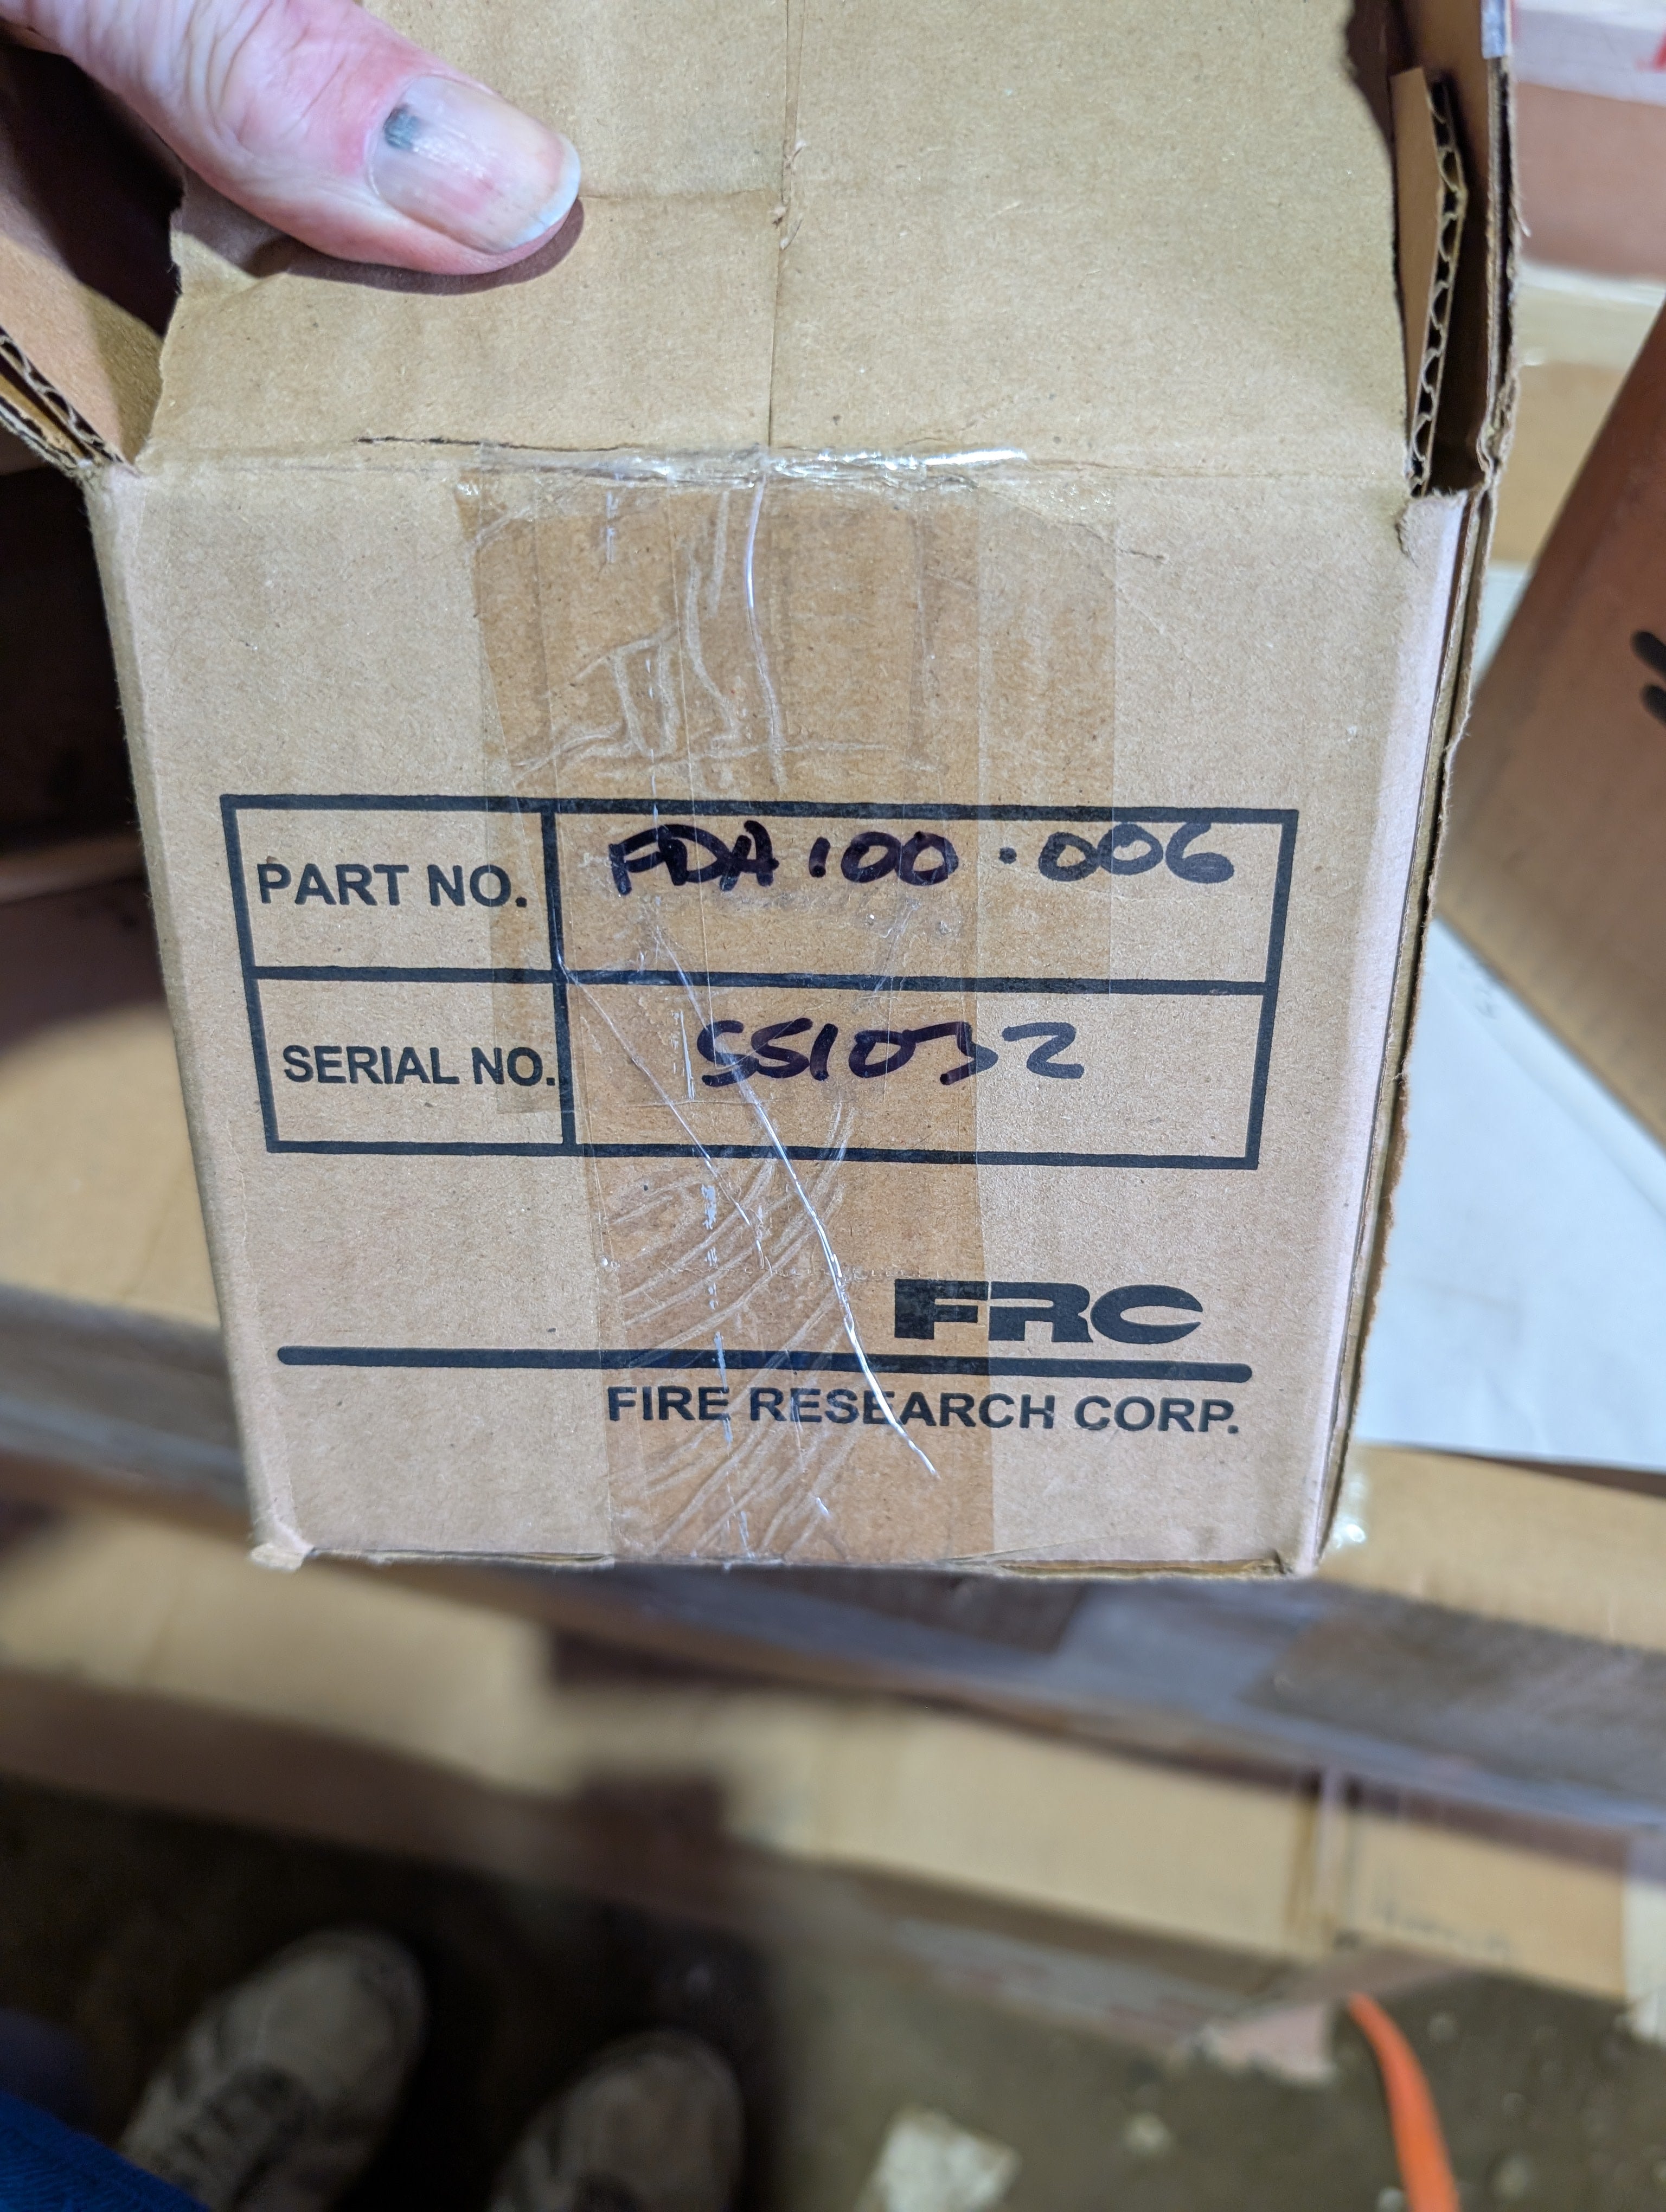 PART NO. FDA100-006
SERIAL NO. SS1032
FRC
FIRE RESEARCH CORP.